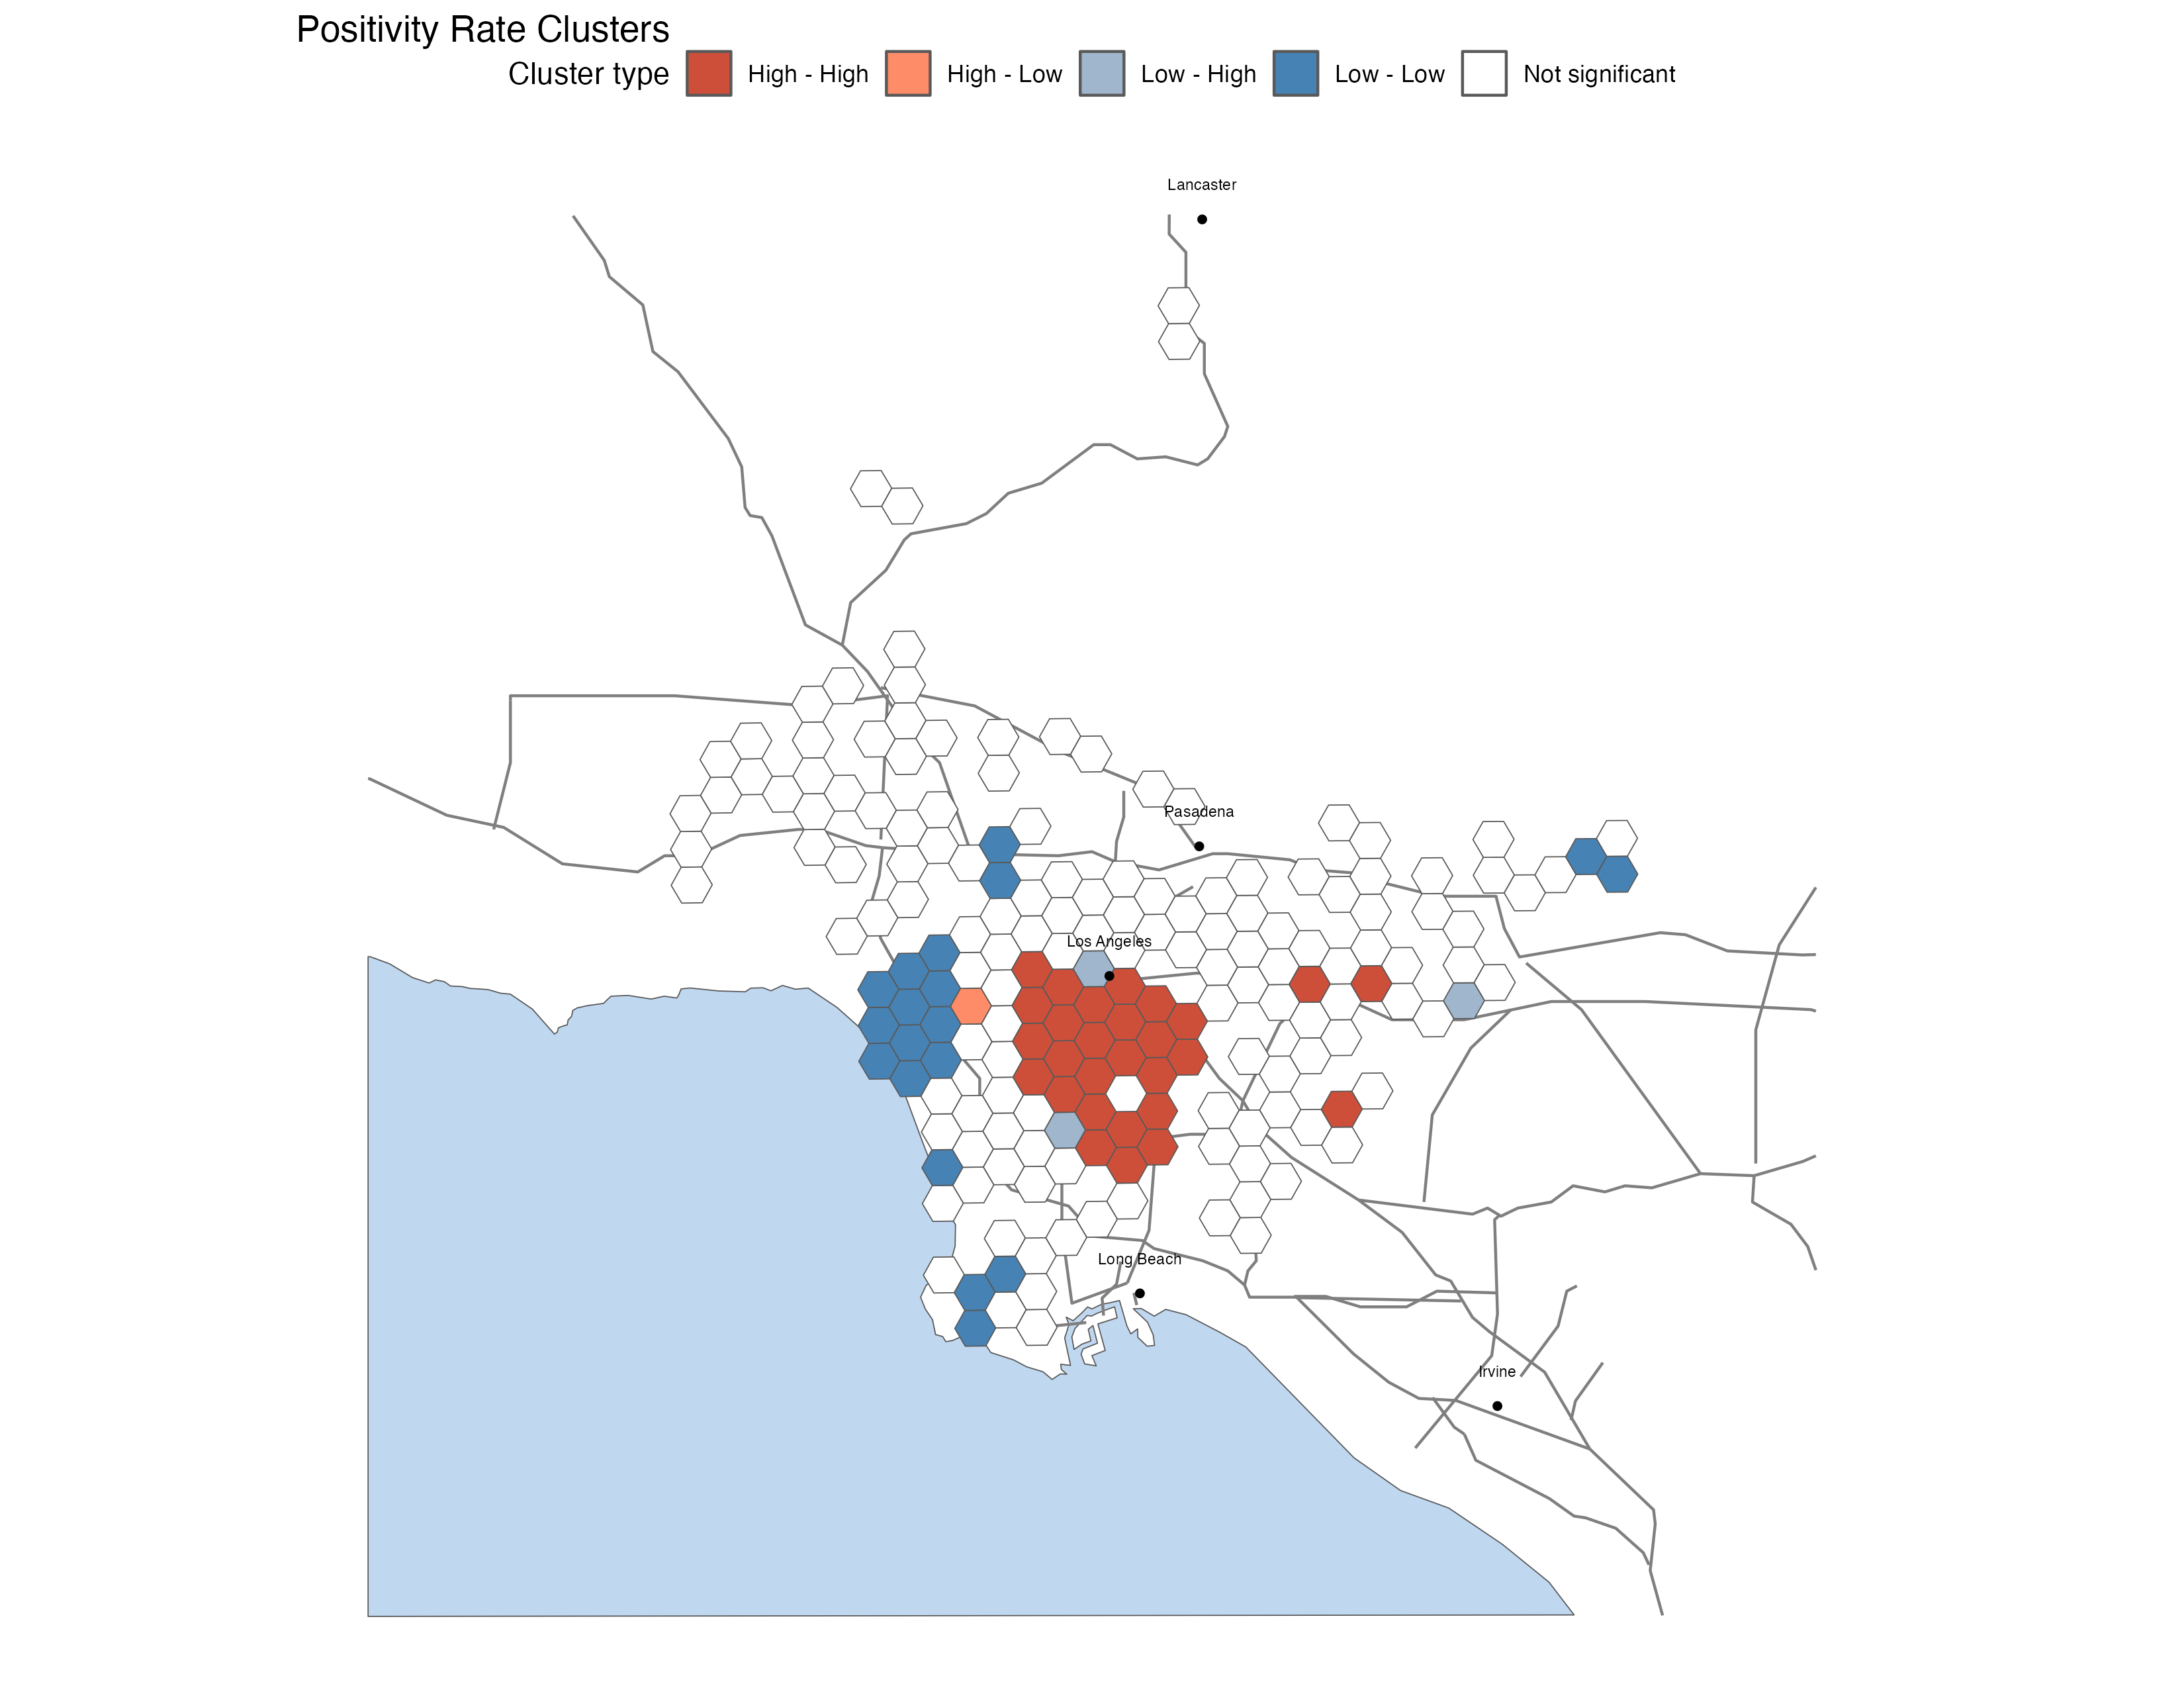 Positivity Rate Clusters
Cluster type High - High High - Low Low - High Low - Low Not significant
Lancaster
Pasadena
Los Angeles
Long Beach
Irvine